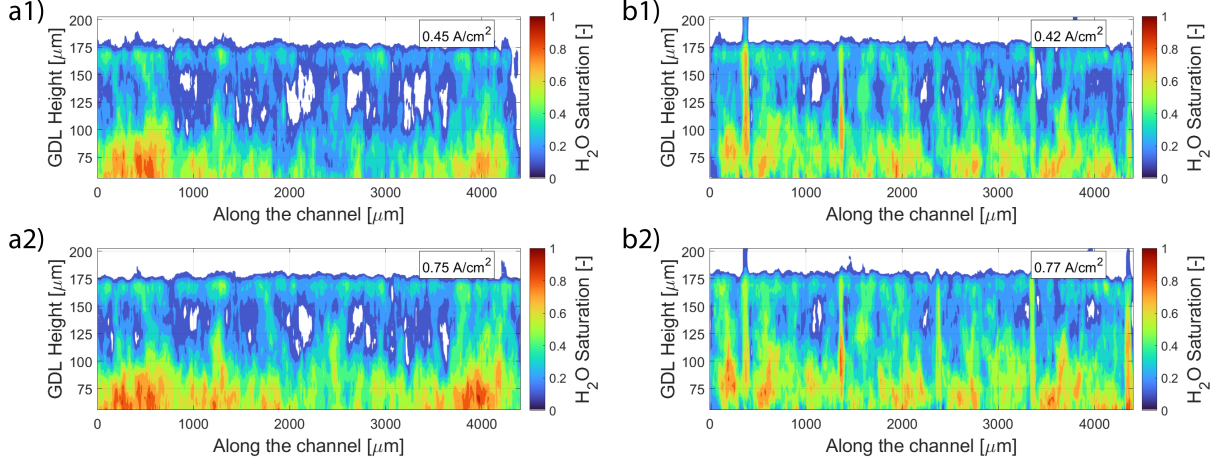 a1)
200
175
150
125
100
75
GDL Height [μm]
0.45 A/cm²
0 1000 2000 3000 4000
Along the channel [μm]
1
0.8
0.6
0.4
0.2
0
H₂O Saturation [-]
b1)
200
175
150
125
100
75
GDL Height [μm]
0.42 A/cm²
0 1000 2000 3000 4000
Along the channel [μm]
1
0.8
0.6
0.4
0.2
0
H₂O Saturation [-]
a2)
200
175
150
125
100
75
GDL Height [μm]
0.75 A/cm²
0 1000 2000 3000 4000
Along the channel [μm]
1
0.8
0.6
0.4
0.2
0
H₂O Saturation [-]
b2)
200
175
150
125
100
75
GDL Height [μm]
0.77 A/cm²
0 1000 2000 3000 4000
Along the channel [μm]
1
0.8
0.6
0.4
0.2
0
H₂O Saturation [-]